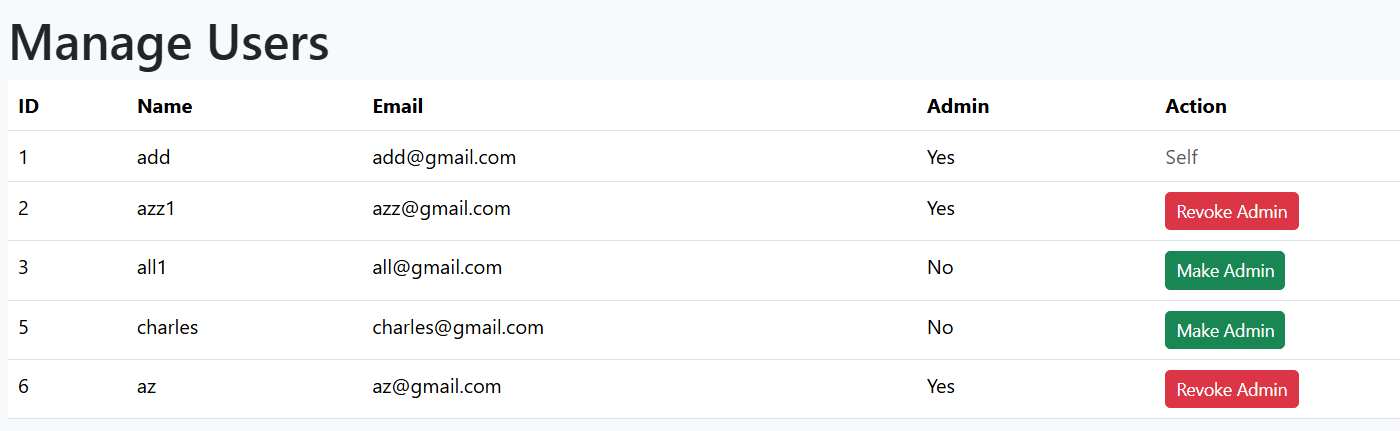 Manage Users
ID Name Email Admin Action
1 add add@gmail.com Yes Self
2 azz1 azz@gmail.com Yes Revoke Admin
3 all1 all@gmail.com No Make Admin
5 charles charles@gmail.com No Make Admin
6 az az@gmail.com Yes Revoke Admin